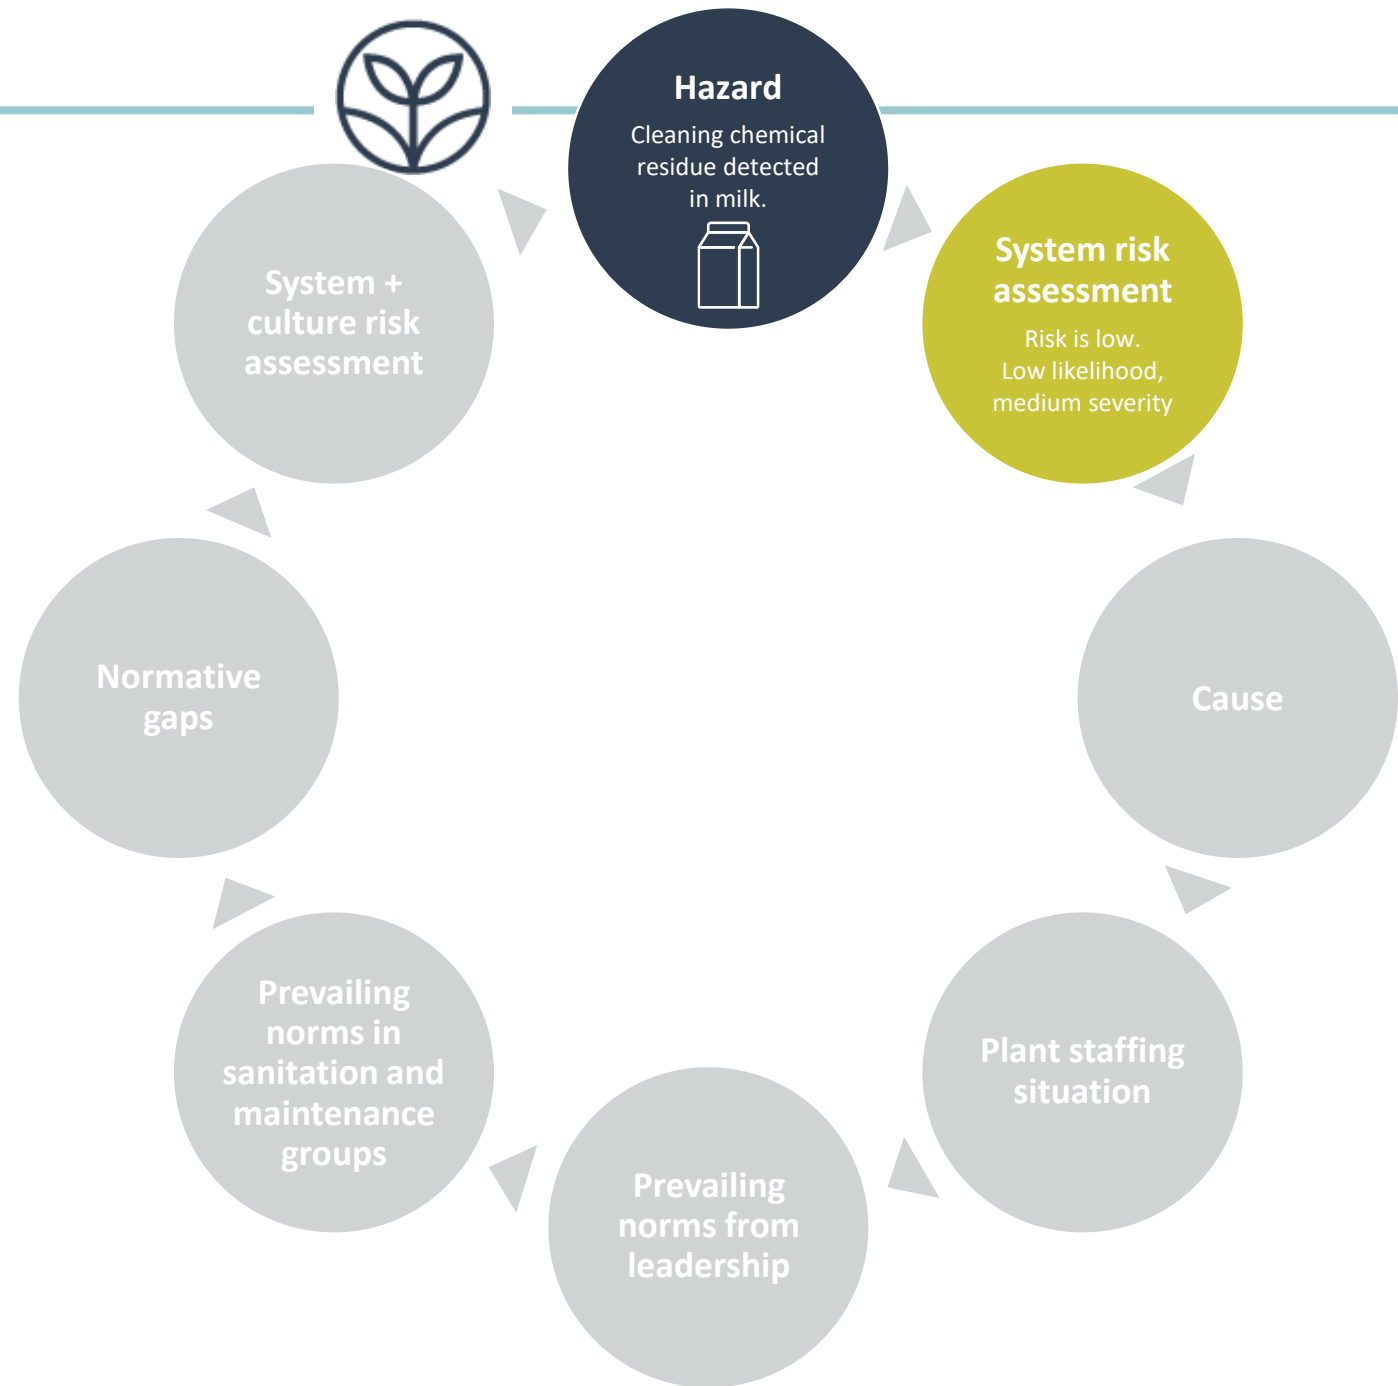 Hazard
Cleaning chemical
residue detected
in milk.
System risk
assessment
Risk is low.
Low likelihood,
medium severity
Cause
Plant staffing
situation
Prevailing
norms from
leadership
Prevailing
norms in
sanitation and
maintenance
groups
Normative
gaps
System +
culture risk
assessment